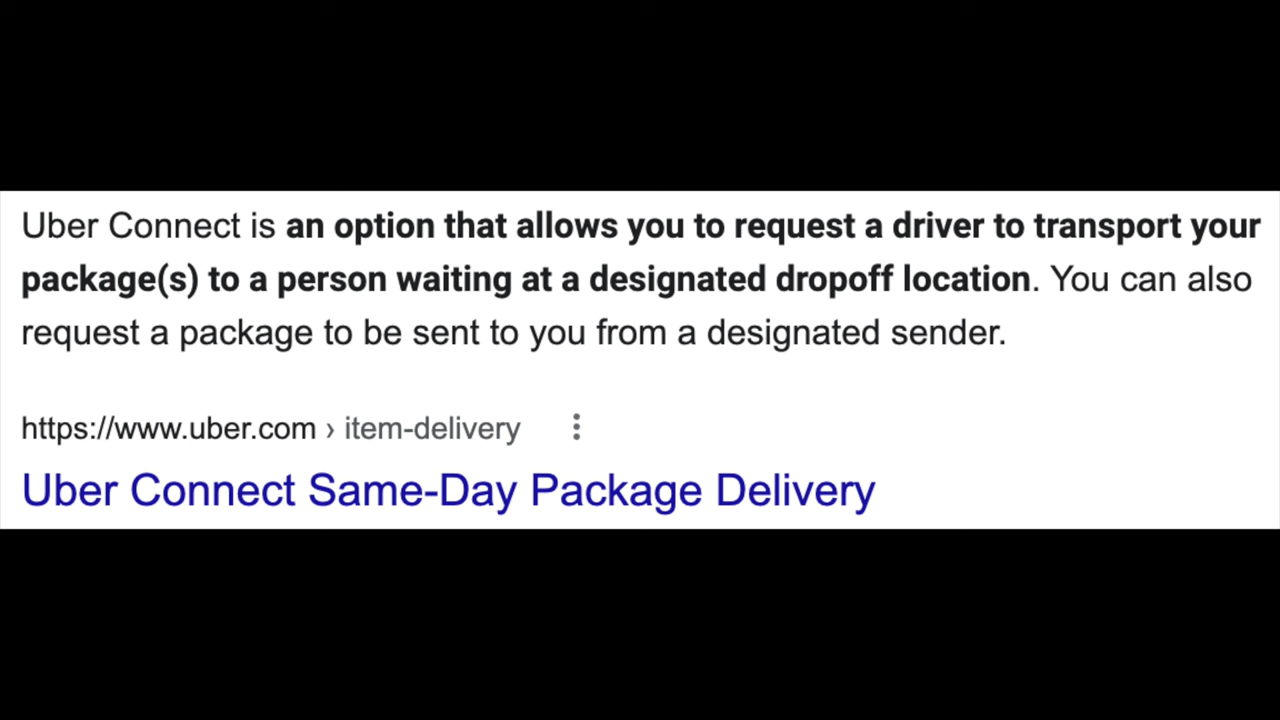 Uber Connect is an option that allows you to request a driver to transport your
package(s) to a person waiting at a designated dropoff location. You can also
request a package to be sent to you from a designated sender.
https://www.uber.com › item-delivery
Uber Connect Same-Day Package Delivery